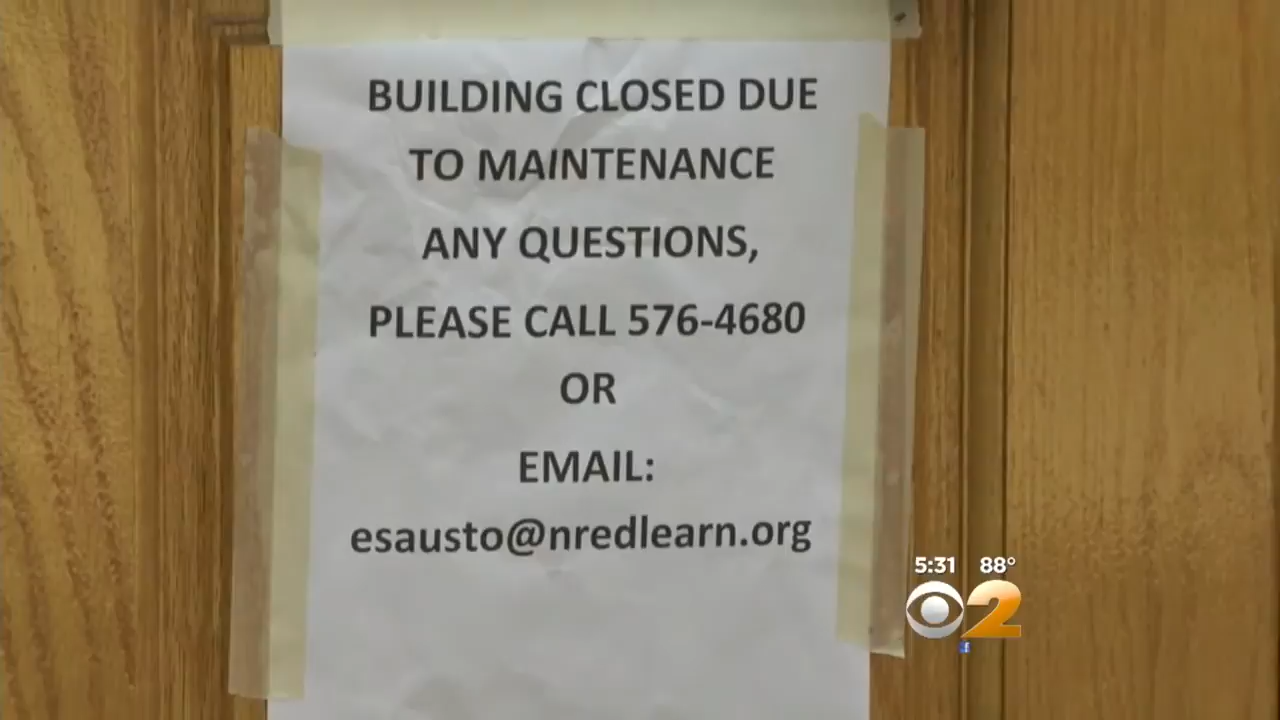 BUILDING CLOSED DUE
TO MAINTENANCE
ANY QUESTIONS,
PLEASE CALL 576-4680
OR
EMAIL:
esausto@nredlearn.org
5:31 88°
2